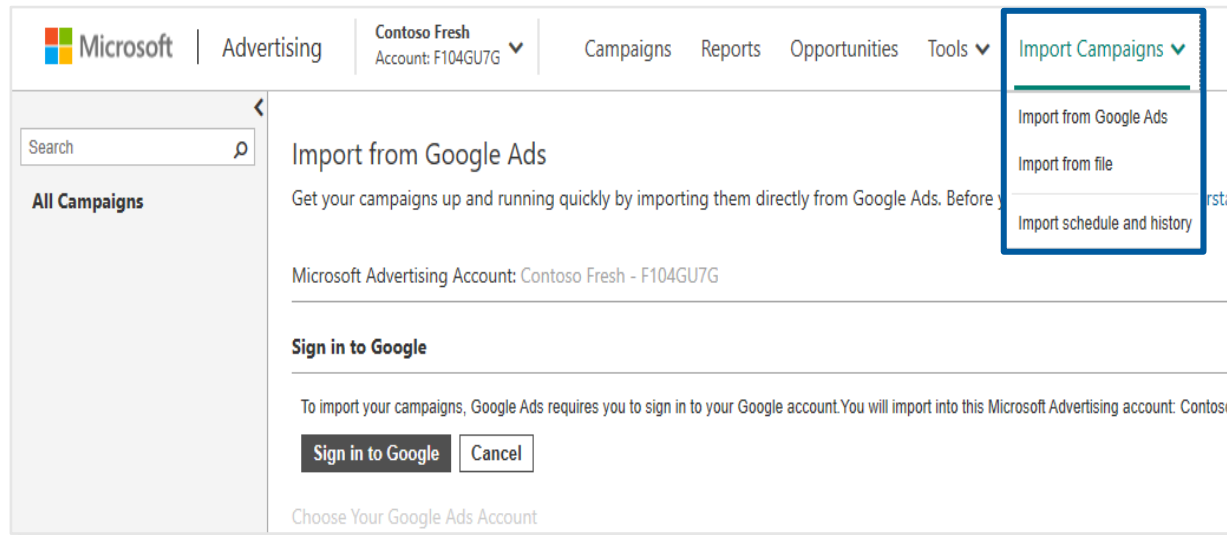 Microsoft | Advertising
Contoso Fresh
Account: F104GU7G
Campaigns Reports Opportunities Tools Import Campaigns
Import from Google Ads
Import from file
Import schedule and history
Search
All Campaigns
Import from Google Ads
Get your campaigns up and running quickly by importing them directly from Google Ads. Before
Microsoft Advertising Account: Contoso Fresh - F104GU7G
Sign in to Google
To import your campaigns, Google Ads requires you to sign in to your Google account.You will import into this Microsoft Advertising account:
Sign in to Google Cancel
Choose Your Google Ads Account